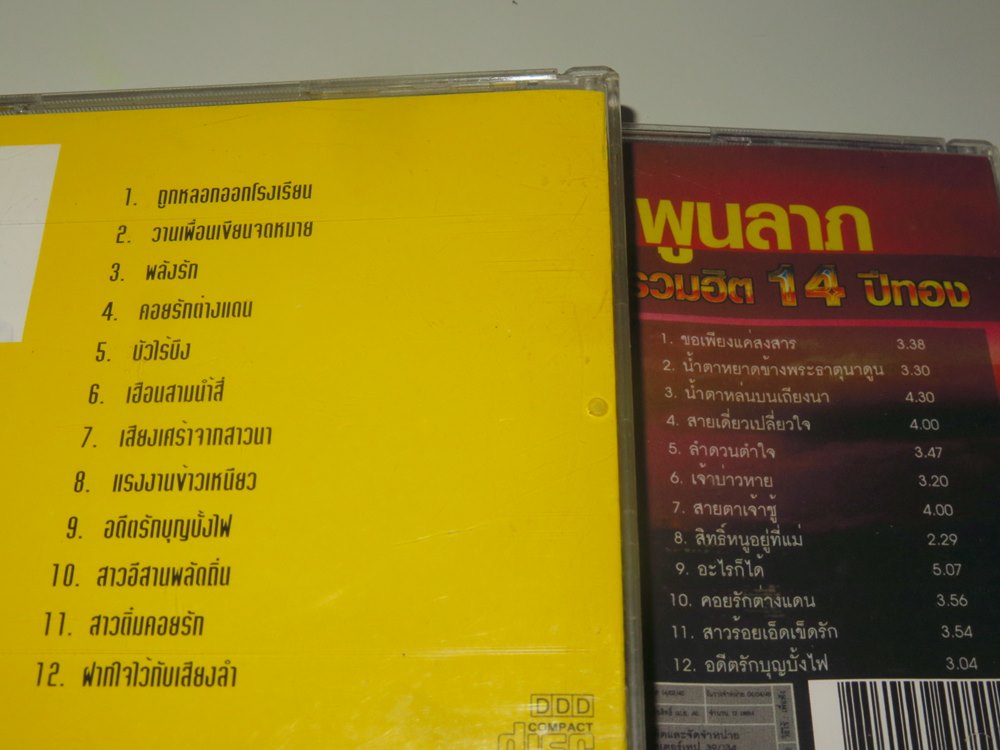 1. ถูกหลอกออกโรงเรียน
2. วานเพื่อนเขียนจดหมาย
3. พลังรัก
4. คอยรักต่างแดน
5. บัวไร้บึง
6. เฮือนสามน้ำสี่
7. เสียงเศร้าจากสาวนา
8. แรงงานข้าวเหนียว
9. อดีตรักบุญบั้งไฟ
10. สาวอีสานพลัดถิ่น
11. สาวติ๋มคอยรัก
12. ฝากใจไว้กับเสียงลำ
DDD
COMPACT
disc
พูนลาภ
รวมฮิต 14 ปีทอง
1. ขอเพียงแค่สงสาร 3.38
2. น้ำตาหยาดข้างพระธาตุนาดูน 3.30
3. น้ำตาหล่นบนเถียงนา 4.30
4. สายเดี่ยวเปลี่ยวใจ 4.00
5. ลำดวนดำใจ 3.47
6. เจ้าบ่าวหาย 3.20
7. สายตาเจ้าชู้ 4.00
8. สิทธิ์หนูอยู่ที่แม่ 2.29
9. อะไรก็ได้ 5.07
10. คอยรักต่างแดน 3.56
11. สาวร้อยเอ็ดเข็ดรัก 3.54
12. อดีตรักบุญบั้งไฟ 3.04